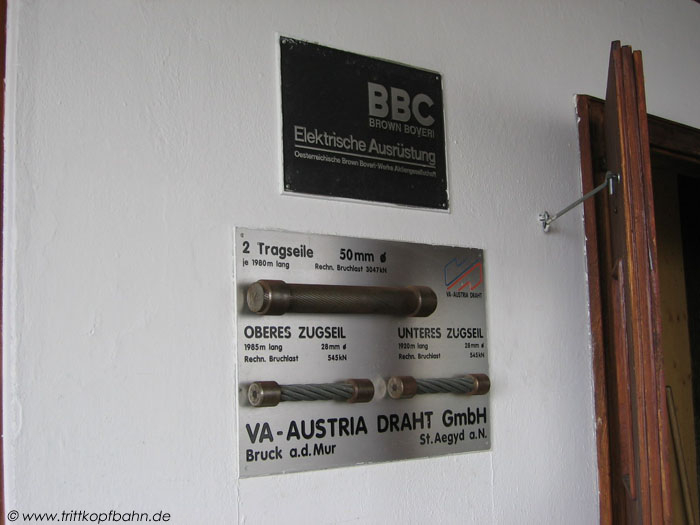 BBC
BROWN BOVERI
Elektrische Ausrüstung
Oesterreichische Brown Boveri-Werke Aktiengesellschaft
2 Tragseile 50mm ø
je 1980m lang Rechn. Bruchlast 3047kN
VA-AUSTRIA DRAHT
OBERES ZUGSEIL UNTERES ZUGSEIL
1985m lang 28mm ø 1920m lang 28mm ø
Rechn. Bruchlast 545kN Rechn. Bruchlast 545kN
VA-AUSTRIA DRAHT GmbH
Bruck a.d.Mur St.Aegyd a.N.
© www.trittkopfbahn.de